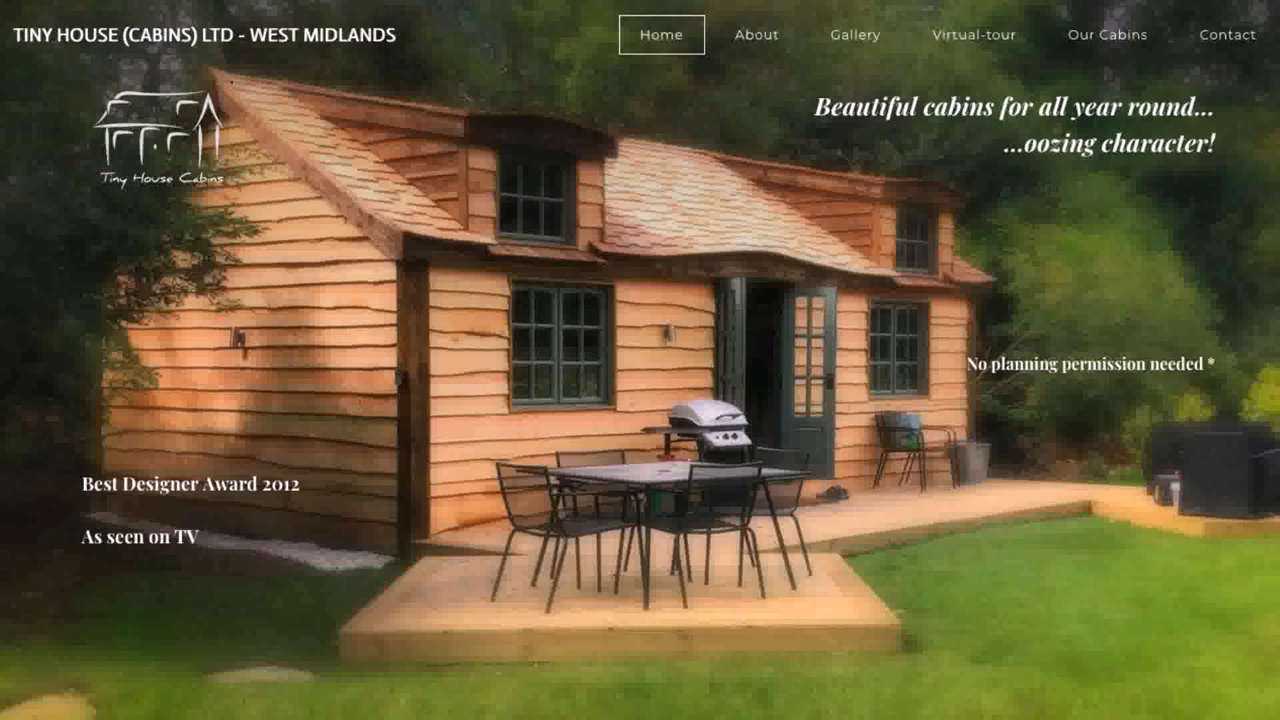 TINY HOUSE (CABINS) LTD - WEST MIDLANDS
Home About Gallery Virtual-tour Our Cabins Contact
Tiny House Cabins
Beautiful cabins for all year round...
...oozing character!
No planning permission needed *
Best Designer Award 2012
As seen on TV